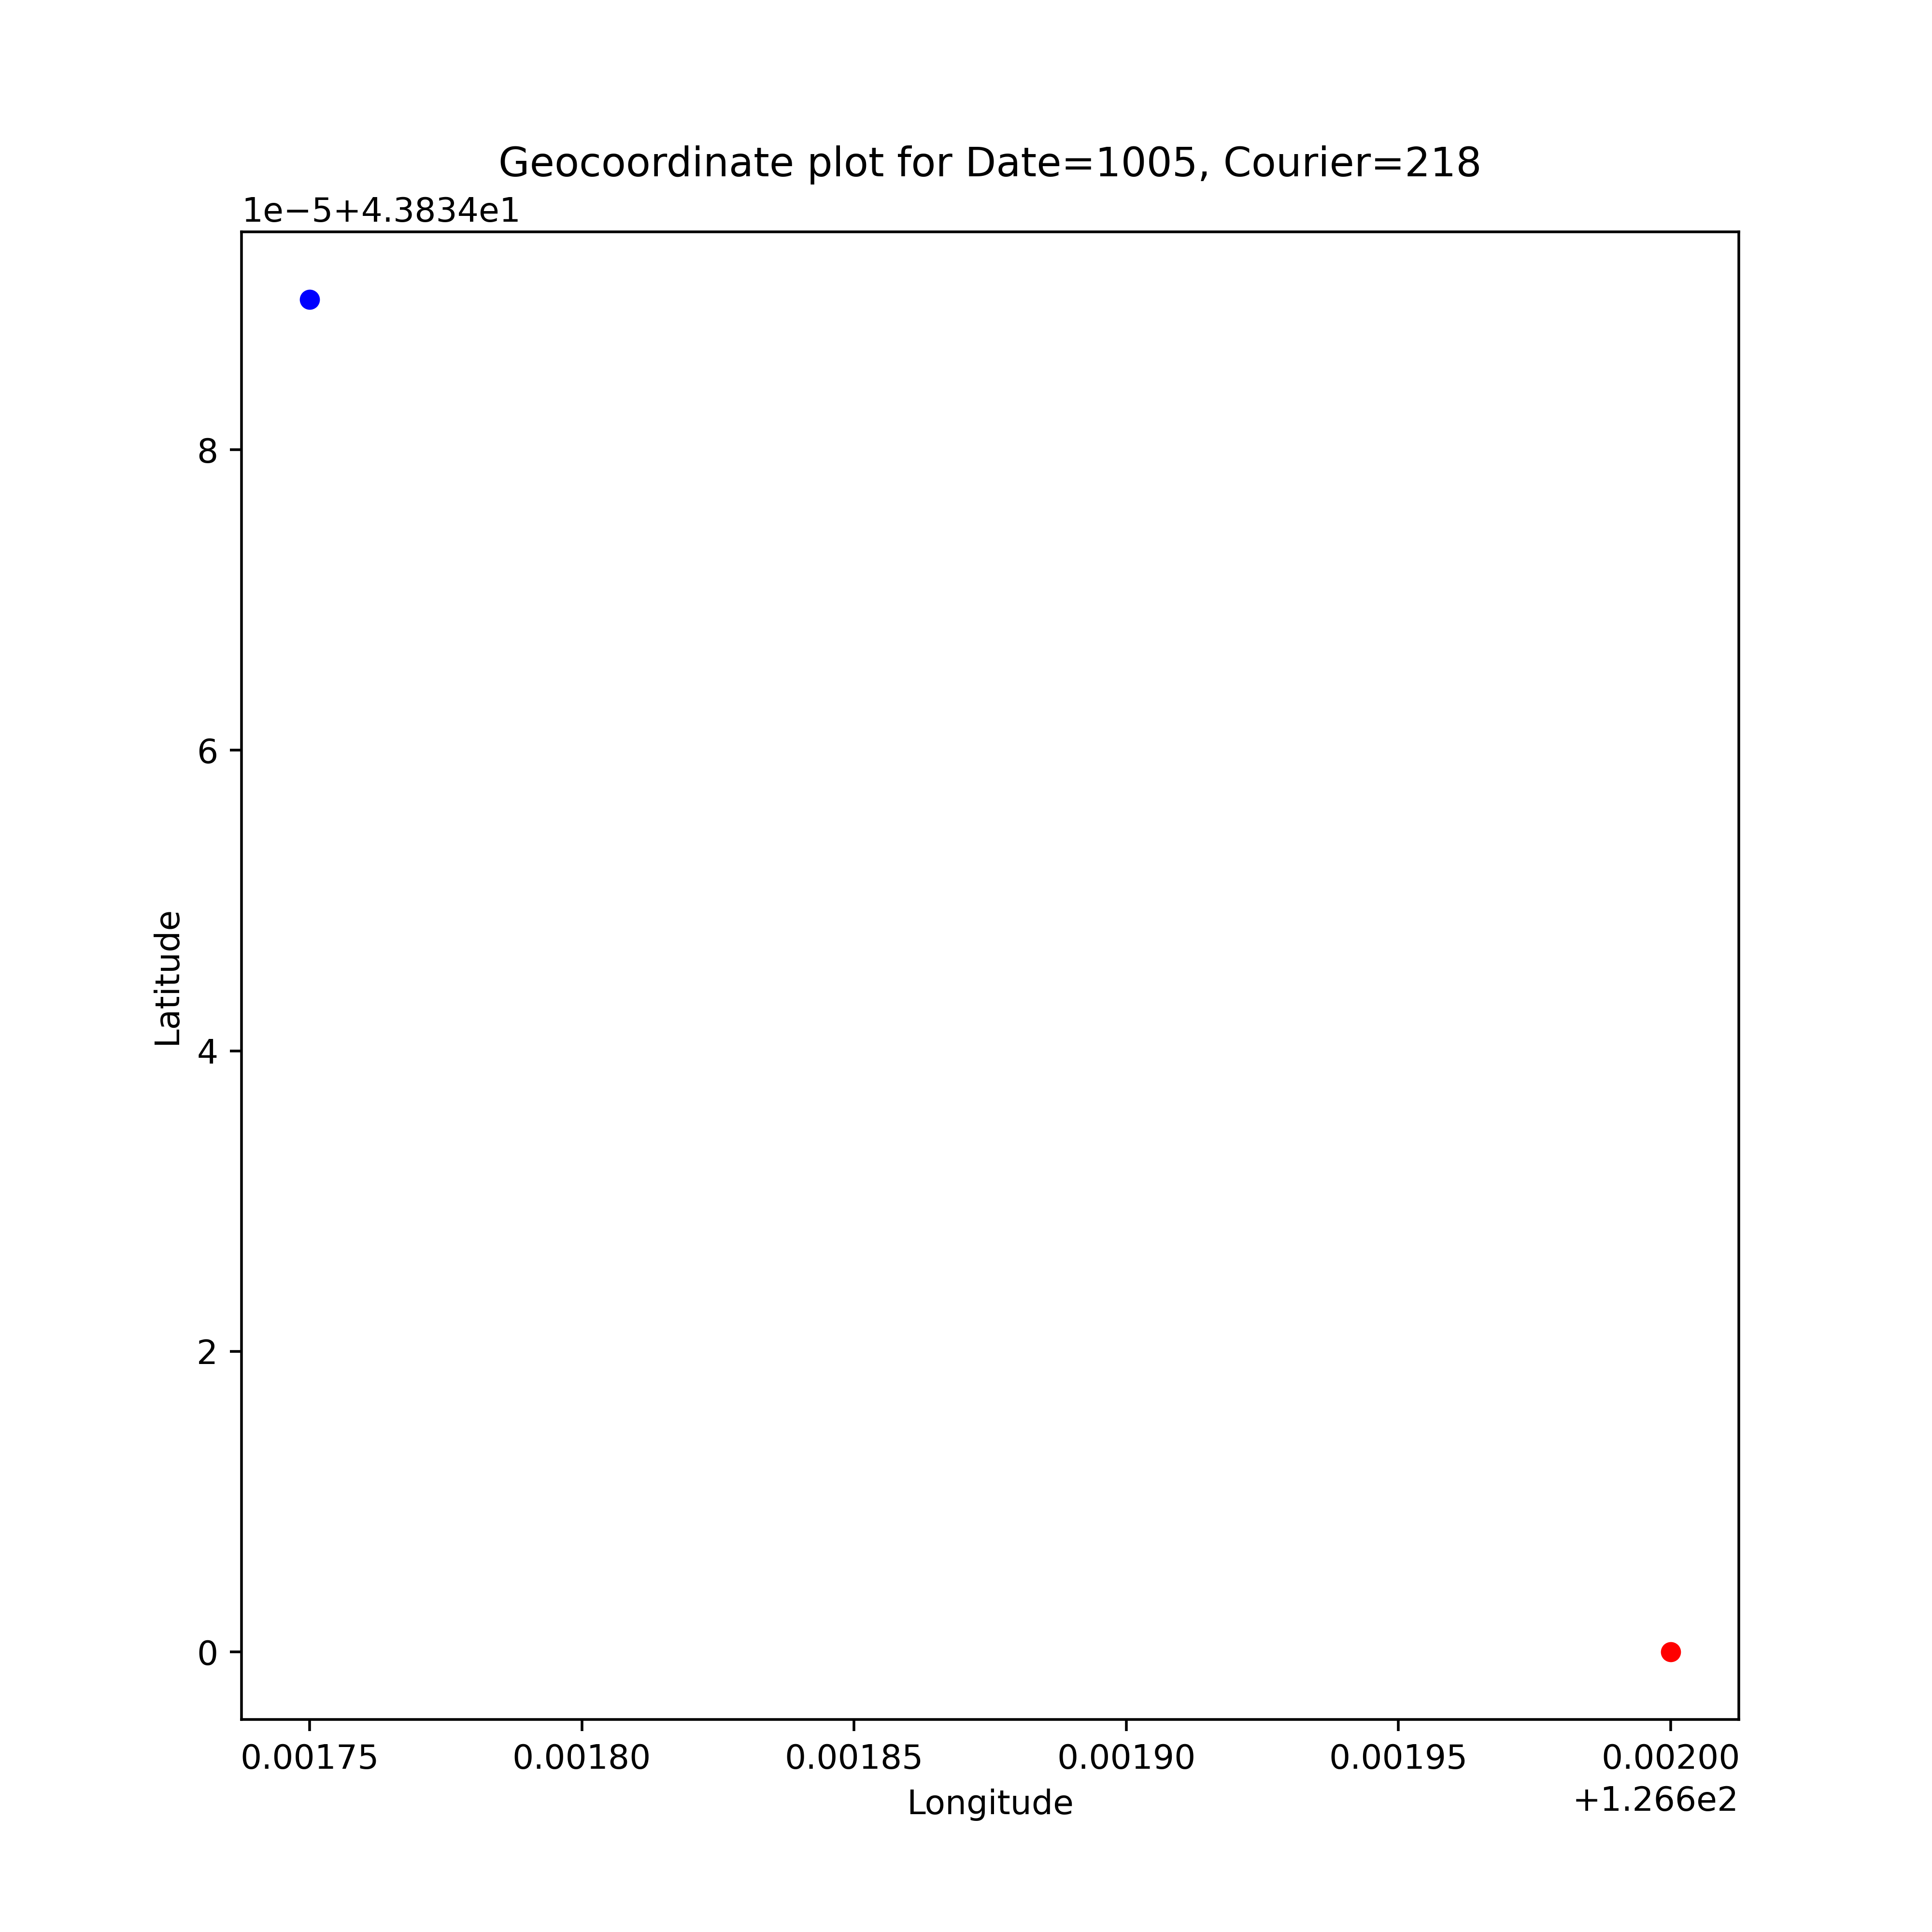 Geocoordinate plot for Date=1005, Courier=218
1e−5+4.3834e1
8
6
4
2
0
Latitude
0.00175 0.00180 0.00185 0.00190 0.00195 0.00200
Longitude
+1.266e2